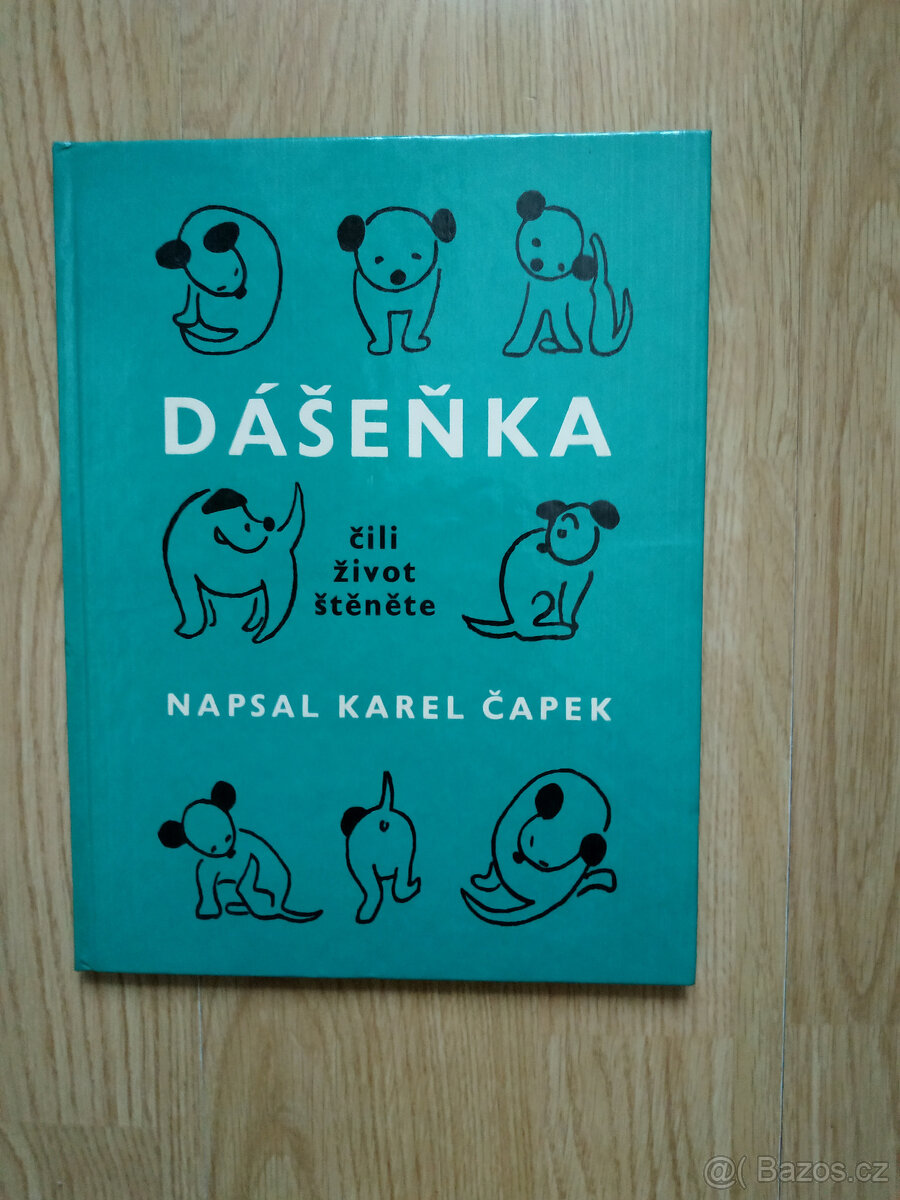 DÁŠEŇKA
čili
život
štěněte
NAPSAL KAREL ČAPEK
@( Bazos.cz